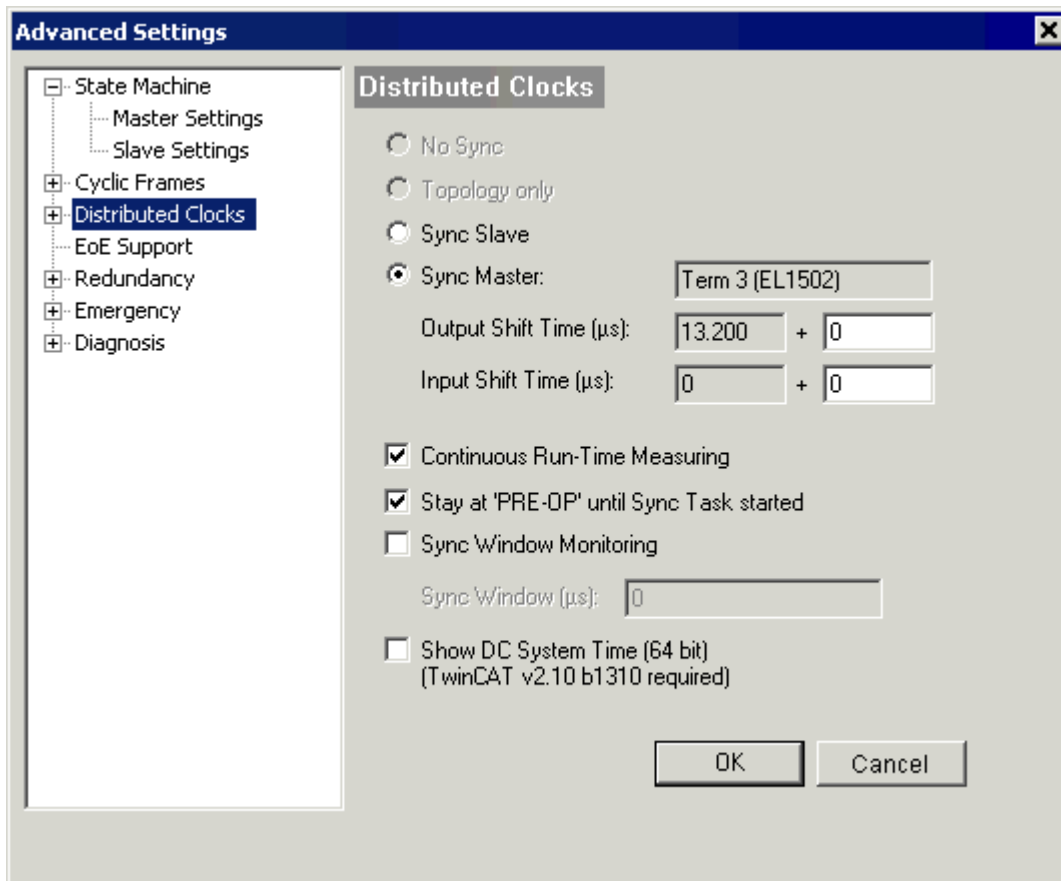 Advanced Settings
State Machine
Master Settings
Slave Settings
Cyclic Frames
Distributed Clocks
EoE Support
Redundancy
Emergency
Diagnosis
Distributed Clocks
No Sync
Topology only
Sync Slave
Sync Master: Term 3 (EL1502)
Output Shift Time (µs): 13.200 + 0
Input Shift Time (µs): 0 + 0
Continuous Run-Time Measuring
Stay at 'PRE-OP' until Sync Task started
Sync Window Monitoring
Sync Window (µs): 0
Show DC System Time (64 bit)
(TwinCAT v2.10 b1310 required)
OK Cancel